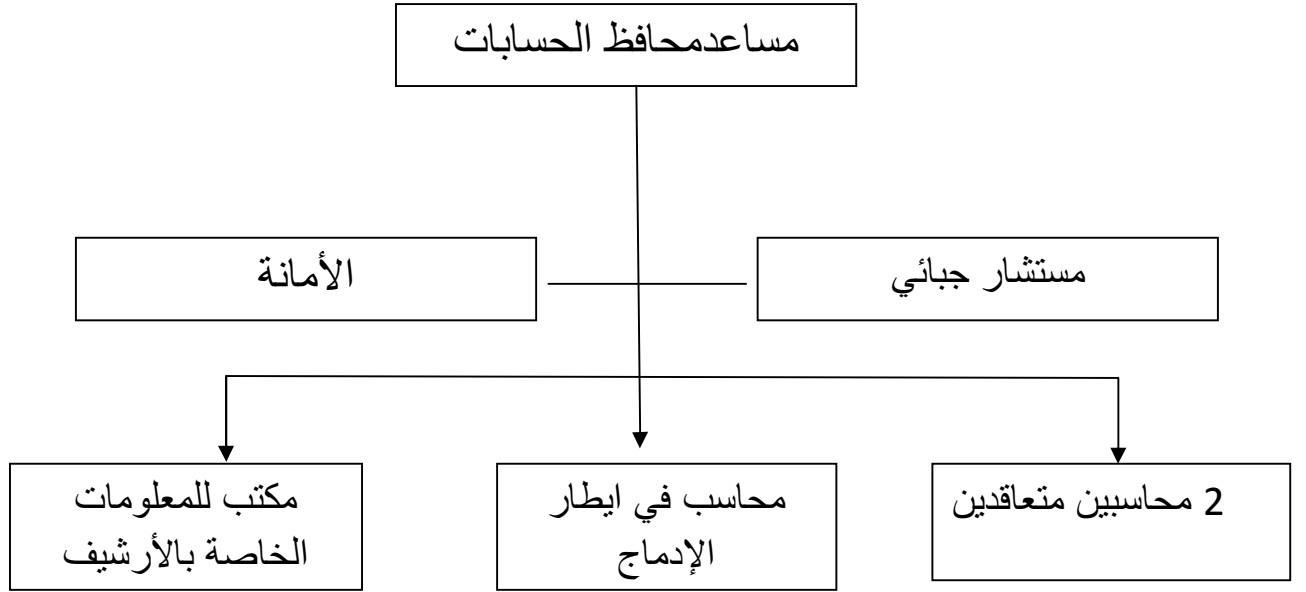 مساعدمحافظ الحسابات
مستشار جبائي
الأمانة
2 محاسبين متعاقدين
محاسب في ايطار
الإدماج
مكتب للمعلومات
الخاصة بالأرشيف